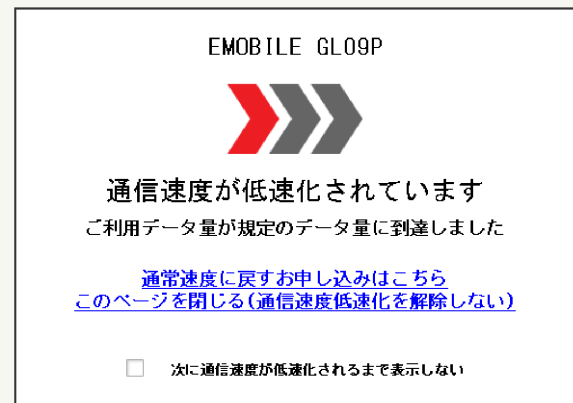 EMOBILE GL09P
通信速度が低速化されています
ご利用データ量が規定のデータ量に到達しました
通常速度に戻すお申し込みはこちら
このページを閉じる(通信速度低速化を解除しない)
次に通信速度が低速化されるまで表示しない